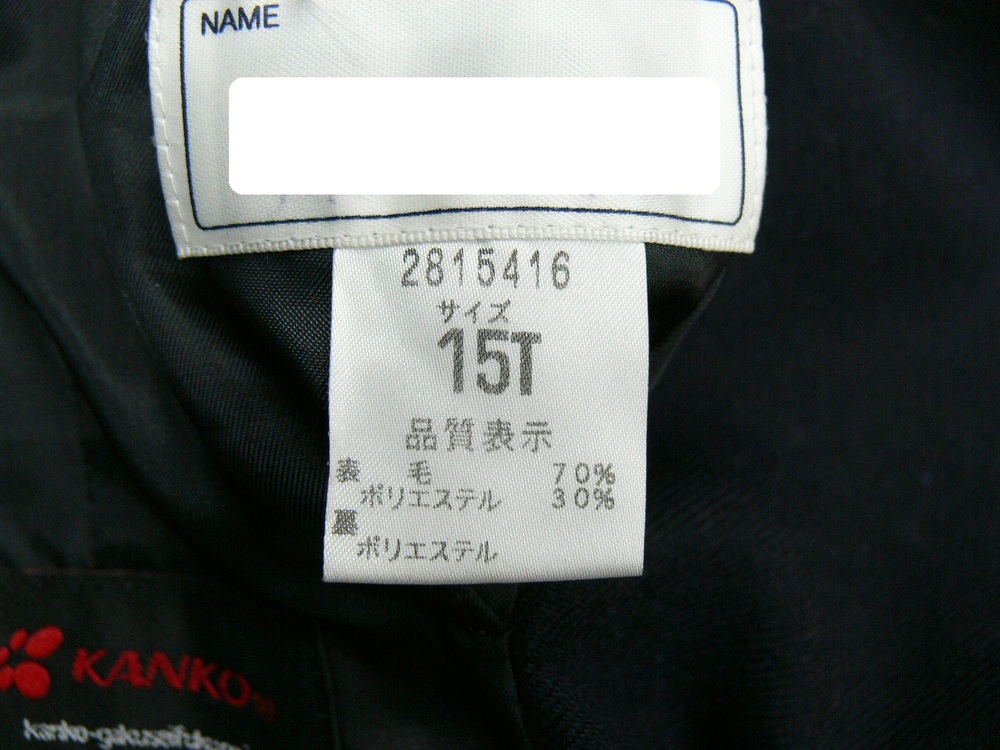 NAME
2815416
サイズ
15T
品質表示
表 毛 70%
ポリエステル 30%
裏
ポリエステル
KANKO